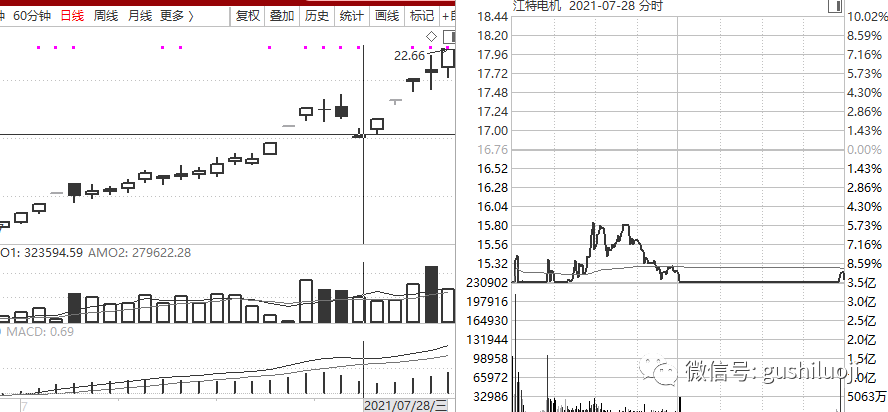 钟 60分钟 日线 周线 月线 更多 〉 复权 叠加 历史 统计 画线 标记 +自
22.66
O1: 323594.59 AMO2: 279622.28
MACD: 0.69
7
2021/07/28/三
江特电机 2021-07-28 分时
18.44 10.02%
18.20 8.59%
17.96 7.16%
17.72 5.73%
17.48 4.30%
17.24 2.86%
17.00 1.43%
16.76 0.00%
16.52 1.43%
16.28 2.86%
16.04 4.30%
15.80 5.73%
15.56 7.16%
15.32 8.59%
230902 3.5亿
197916 3.0亿
164930 2.5亿
131944 2.0亿
98958 1.5亿
65972 .0亿
32986 5063万
微信号: gushiluoji